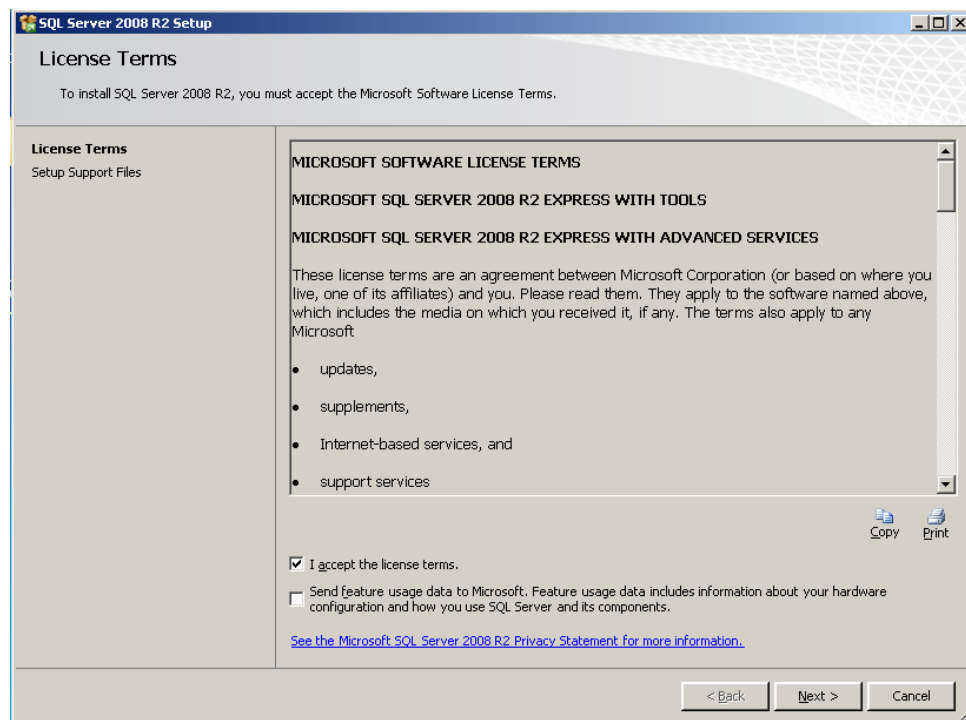 SQL Server 2008 R2 Setup
License Terms
To install SQL Server 2008 R2, you must accept the Microsoft Software License Terms.
License Terms
Setup Support Files
MICROSOFT SOFTWARE LICENSE TERMS
MICROSOFT SQL SERVER 2008 R2 EXPRESS WITH TOOLS
MICROSOFT SQL SERVER 2008 R2 EXPRESS WITH ADVANCED SERVICES
These license terms are an agreement between Microsoft Corporation (or based on where you
live, one of its affiliates) and you. Please read them. They apply to the software named above,
which includes the media on which you received it, if any. The terms also apply to any
Microsoft
• updates,
• supplements,
• Internet-based services, and
• support services
Copy Print
I accept the license terms.
Send feature usage data to Microsoft. Feature usage data includes information about your hardware
configuration and how you use SQL Server and its components.
See the Microsoft SQL Server 2008 R2 Privacy Statement for more information.
< Back Next > Cancel